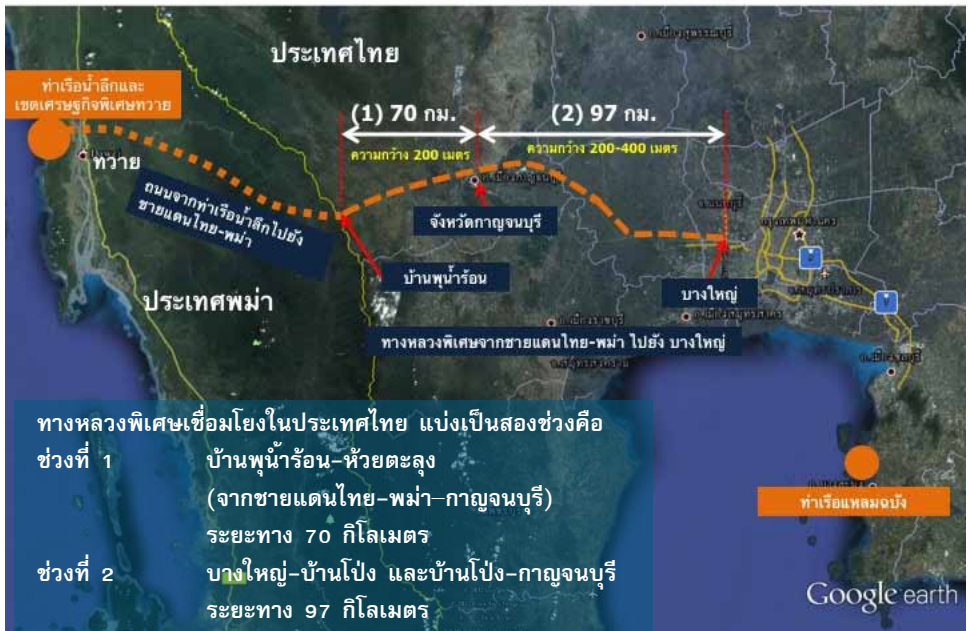 ประเทศไทย
ท่าเรือน้ำลึกและ
เขตเศรษฐกิจพิเศษทวาย
(1) 70 กม.
(2) 97 กม.
ความกว้าง 200 เมตร
ความกว้าง 200-400 เมตร
ทวาย
ถนนจากท่าเรือน้ำลึกไปยัง
ชายแดนไทย-พม่า
จังหวัดกาญจนบุรี
บ้านพุน้ำร้อน
บางใหญ่
ประเทศพม่า
ทางหลวงพิเศษจากชายแดนไทย-พม่า ไปยัง บางใหญ่
ทางหลวงพิเศษเชื่อมโยงในประเทศไทย แบ่งเป็นสองช่วงคือ
ช่วงที่ 1 บ้านพุน้ำร้อน-ห้วยตะลุง
(จากชายแดนไทย-พม่า–กาญจนบุรี)
ระยะทาง 70 กิโลเมตร
ช่วงที่ 2 บางใหญ่-บ้านโป่ง และบ้านโป่ง-กาญจนบุรี
ระยะทาง 97 กิโลเมตร
ท่าเรือแหลมฉบัง
Google earth